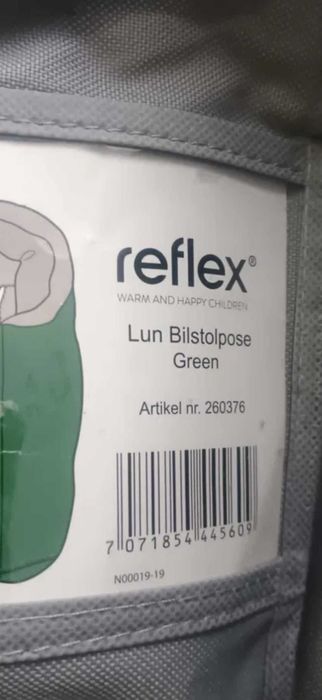 reflex®
WARM AND HAPPY CHILDREN
Lun Bilstolpose
Green
Artikel nr. 260376
7 071854 445609
N00019-19